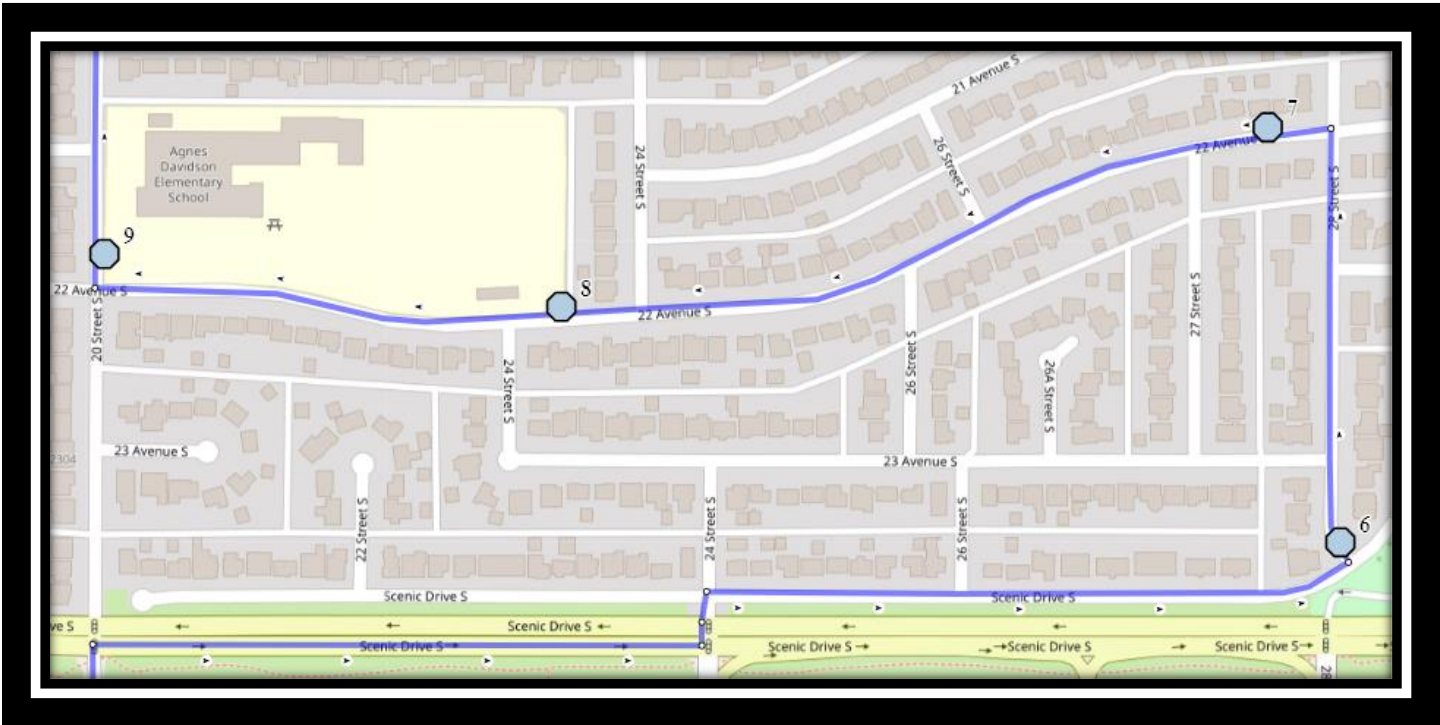 21 Avenue S
7
22 Avenue
24 Street S
26 Street S
28 Street S
Agnes
Davidson
Elementary
School
9
8
22 Avenue S
22 Avenue S
20 Street S
27 Street S
26 Street S
26A Street S
24 Street S
23 Avenue S
2304
23 Avenue S
6
22 Street S
24 Street S
26 Street S
Scenic Drive S
Scenic Drive S
ve S
Scenic Drive S
Scenic Drive S
Scenic Drive S
Scenic Drive S
Scenic Drive S
28